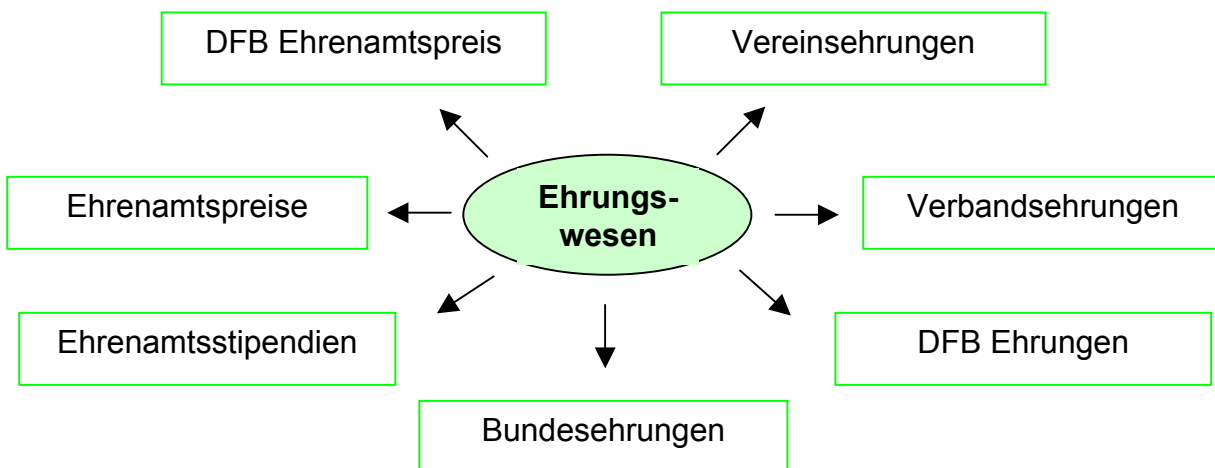 DFB Ehrenamtspreis
Vereinsehrungen
Ehrungs-
wesen
Ehrenamtspreise
Verbandsehrungen
Ehrenamtsstipendien
DFB Ehrungen
Bundesehrungen